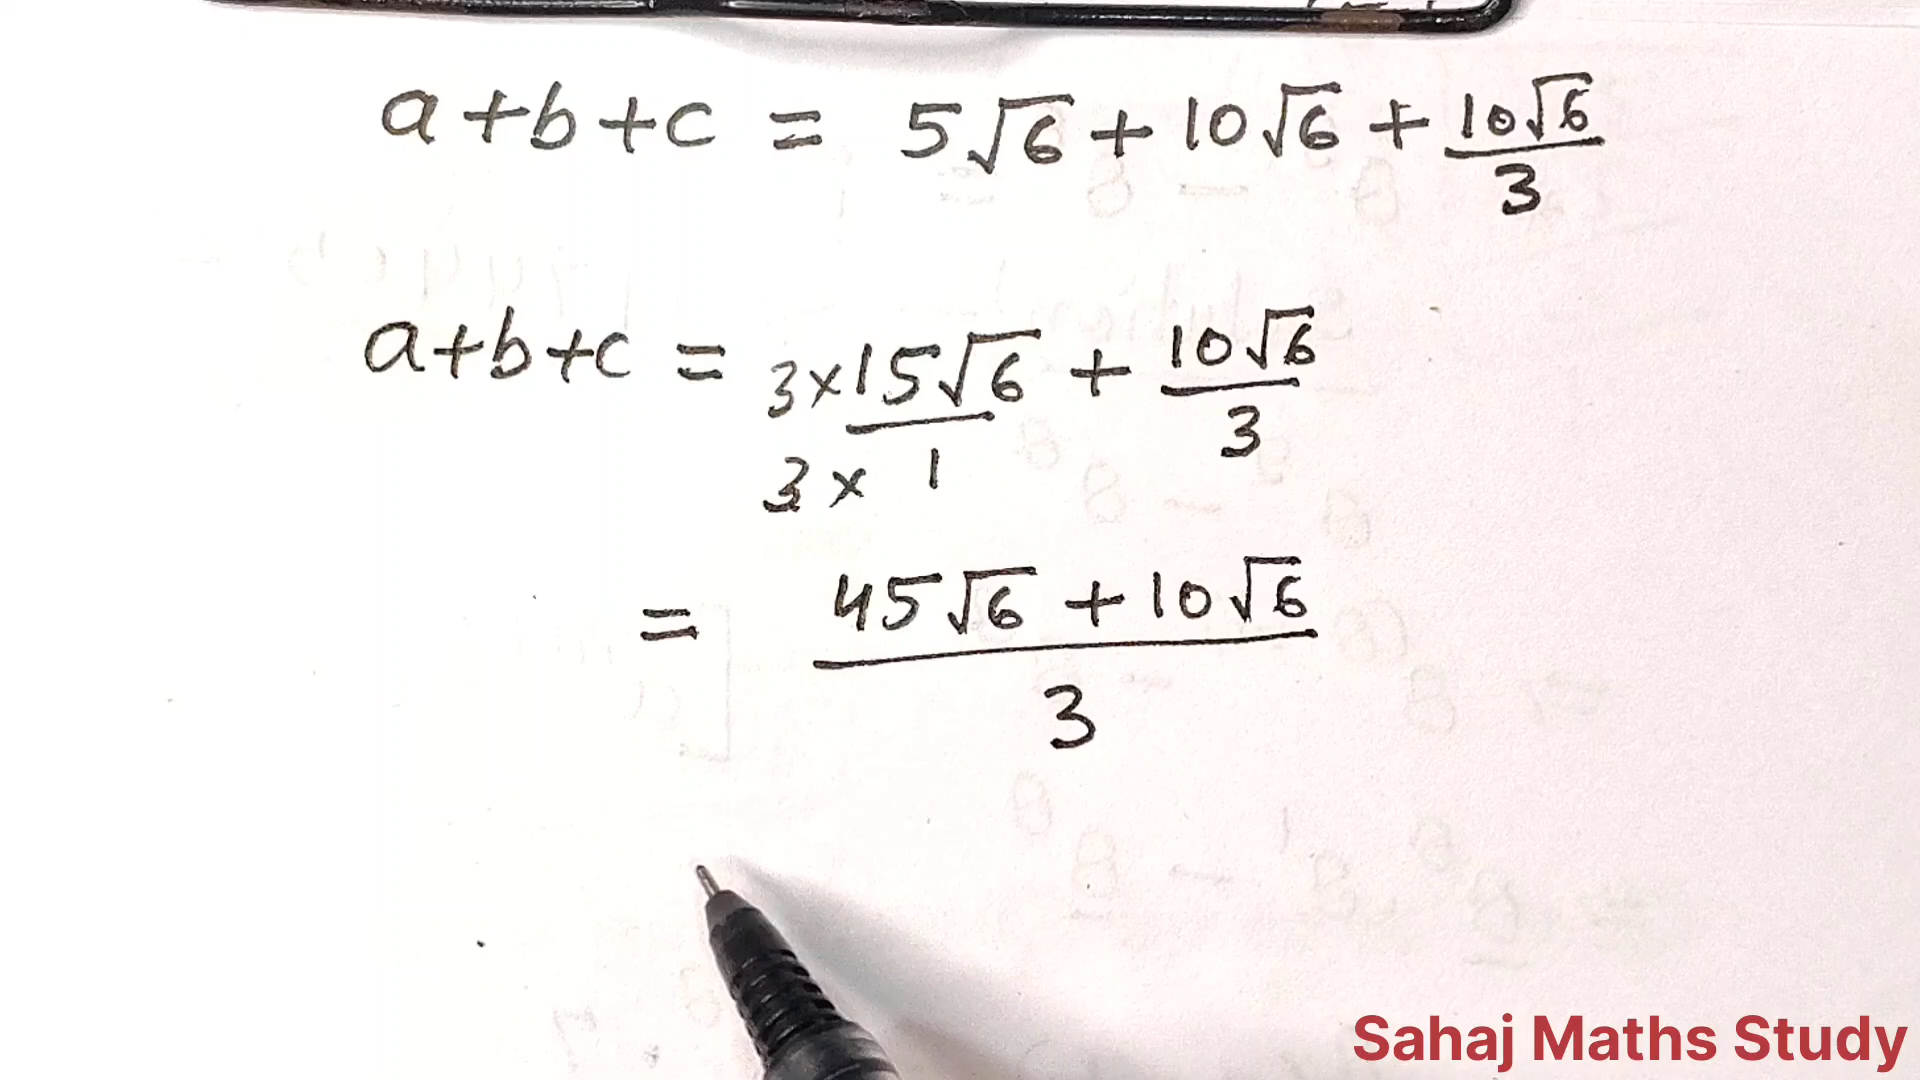 a+b+c = 5√6 + 10√6 + 10√6/3
a+b+c = 3×15√6/3×1 + 10√6/3
= 45√6 + 10√6/3
Sahaj Maths Study